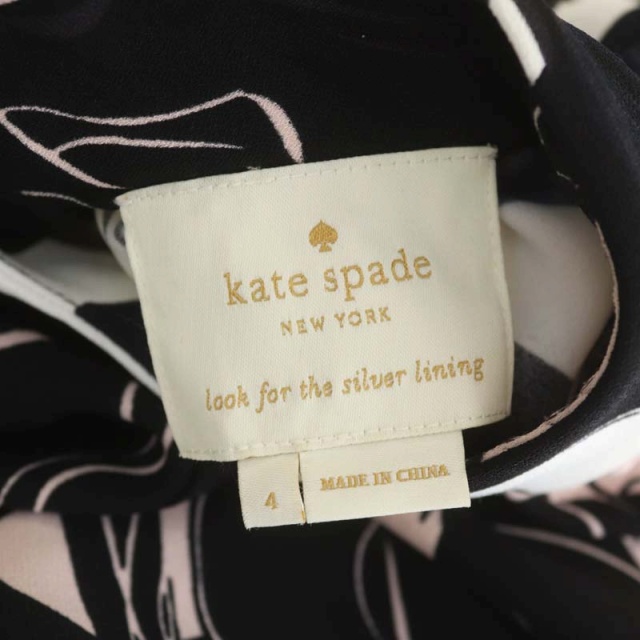 kate spade
NEW YORK
look for the silver lining
4
MADE IN CHINA